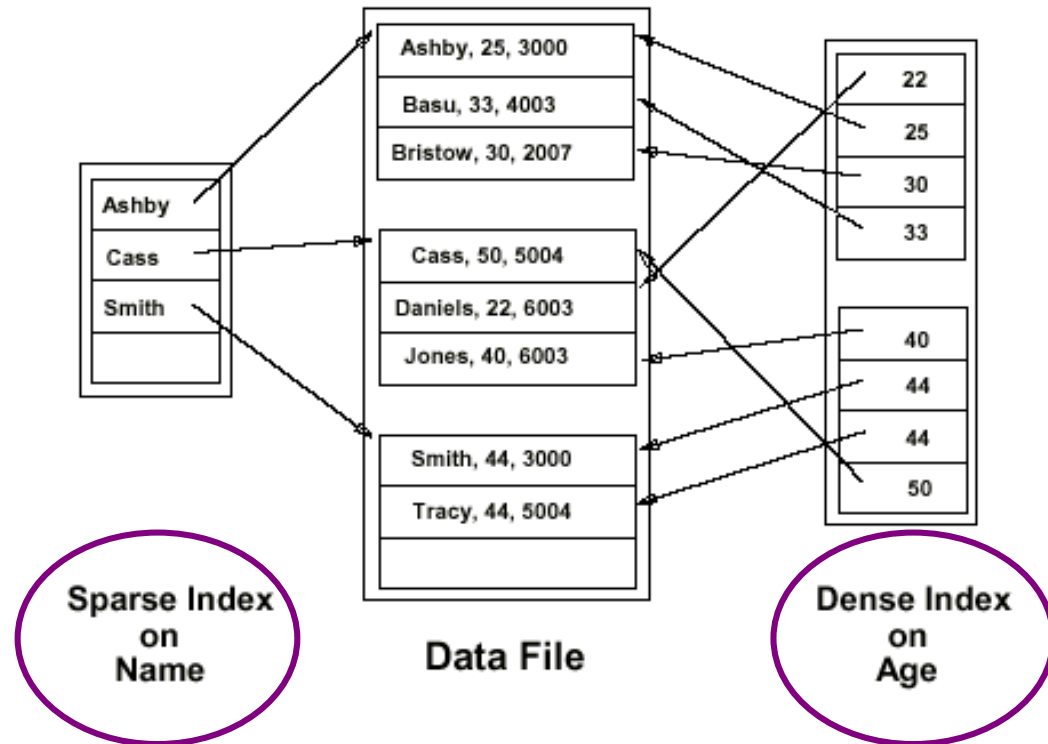 Ashby
Cass
Smith
Ashby, 25, 3000
Basu, 33, 4003
Bristow, 30, 2007
Cass, 50, 5004
Daniels, 22, 6003
Jones, 40, 6003
Smith, 44, 3000
Tracy, 44, 5004
22
25
30
33
40
44
44
50
Sparse Index
on
Name
Data File
Dense Index
on
Age